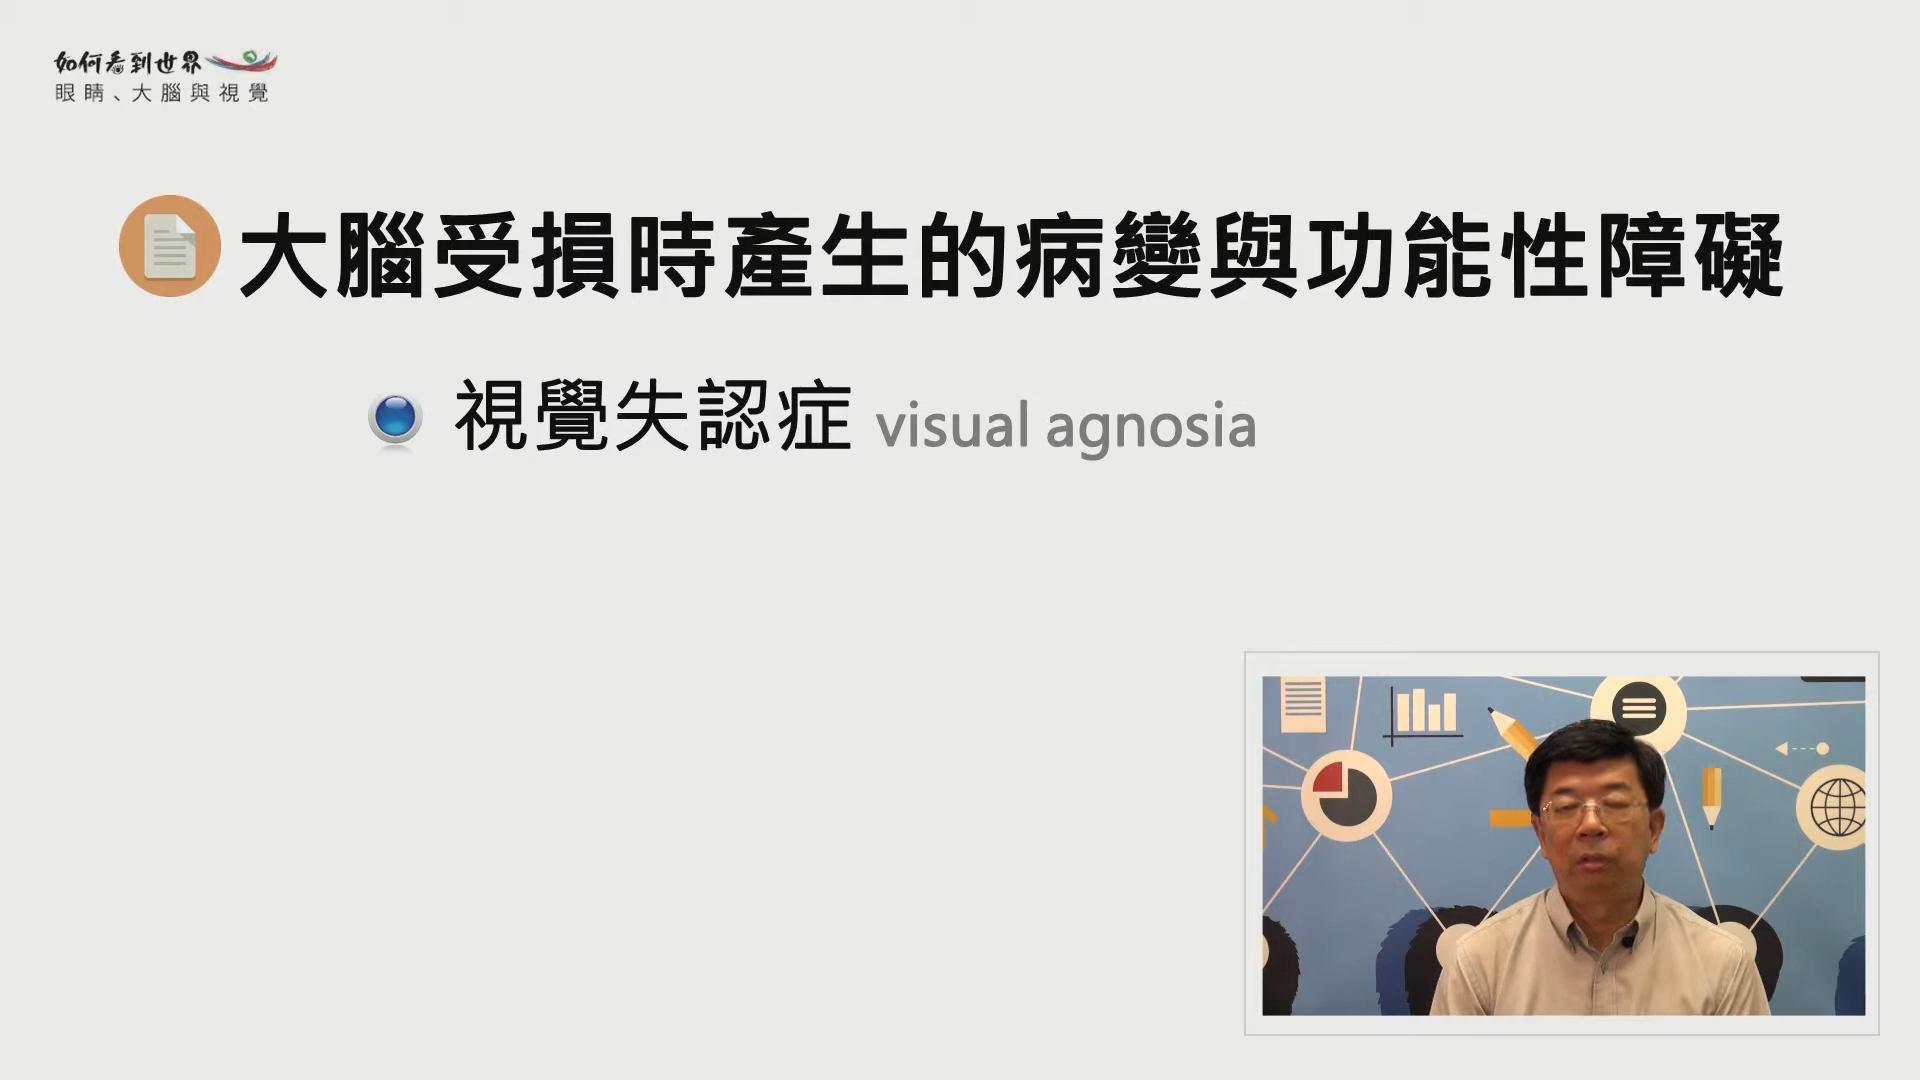 如何看到世界
眼睛、大腦與視覺
大腦受損時產生的病變與功能性障礙
視覺失認症 visual agnosia